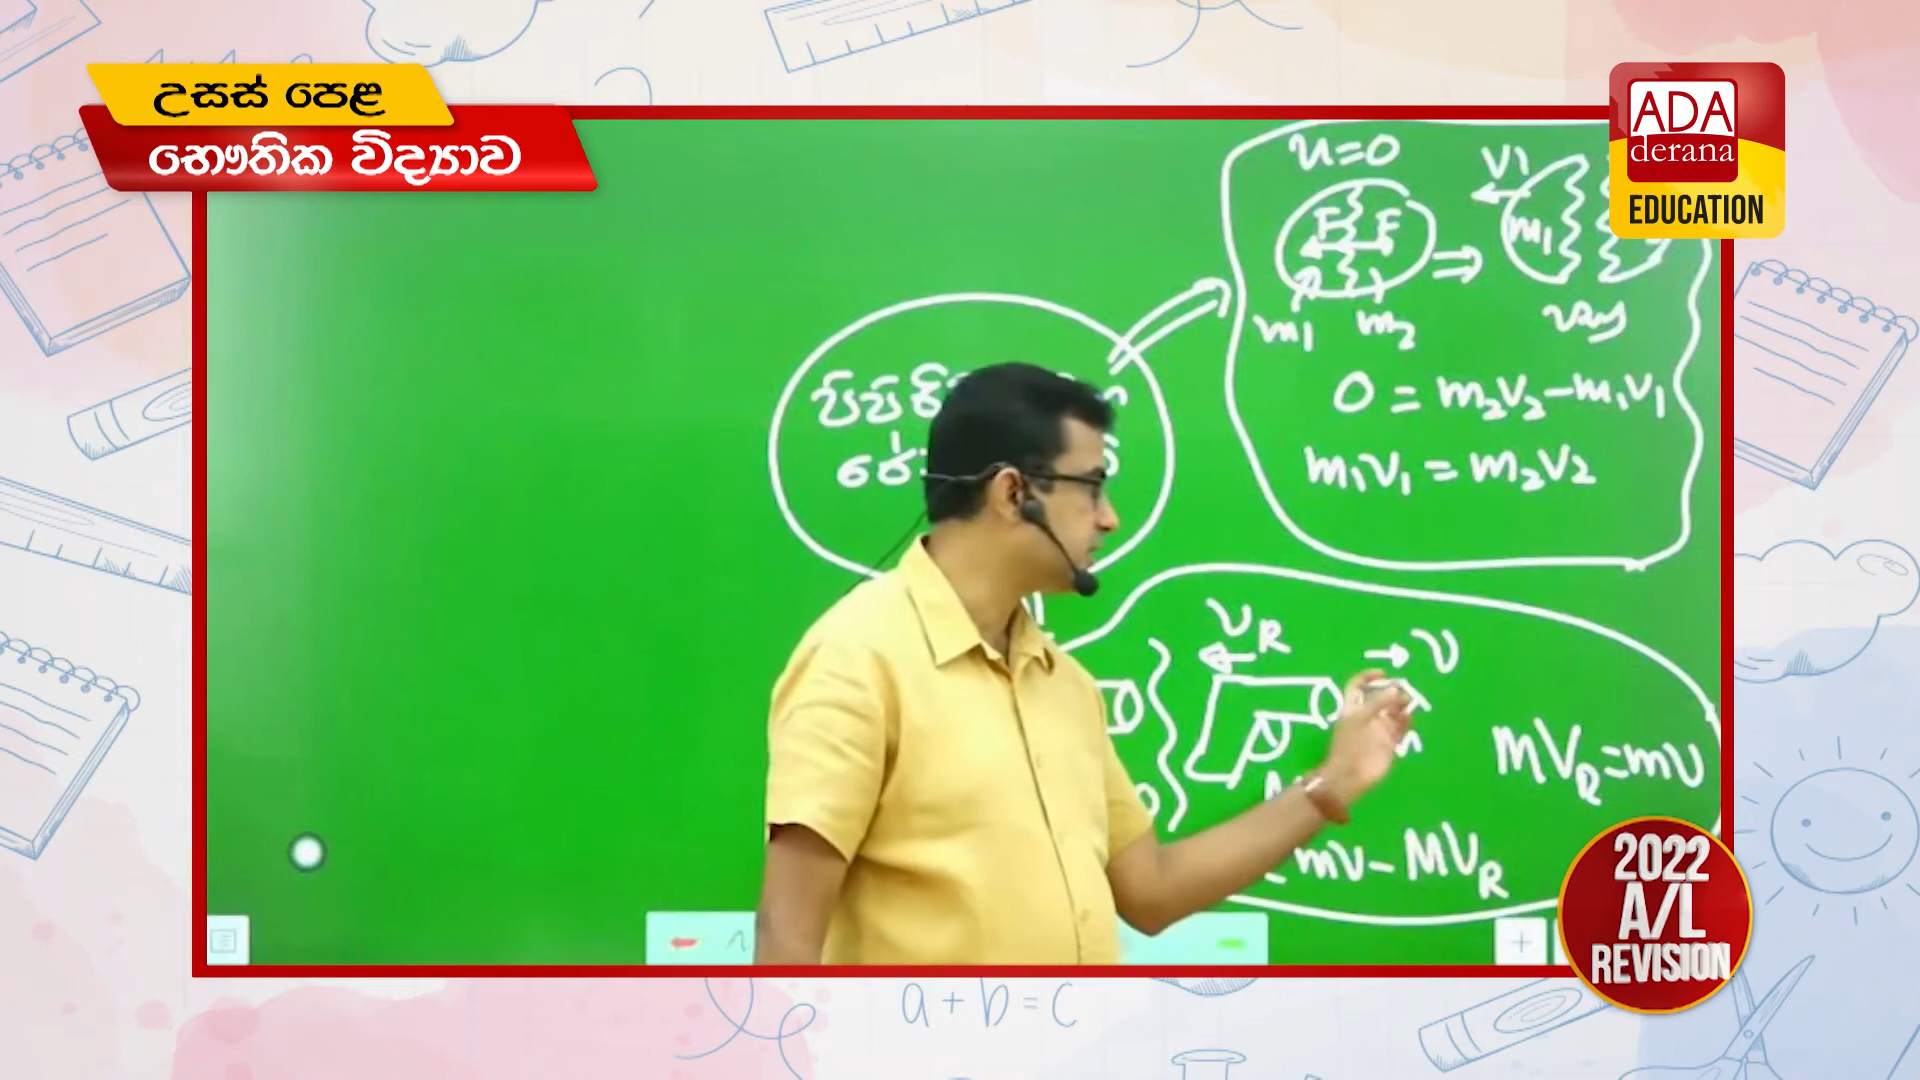 උසස් පෙළ
භෞතික විද්‍යාව
ADA
derana
EDUCATION
u=0
V1
F F
m1
m1 m2
0 = m2V2-m1V1
m1V1 = m2V2
VR
V
MVR=mV
mV-MVR
2022
A/L
REVISION
a+b=c